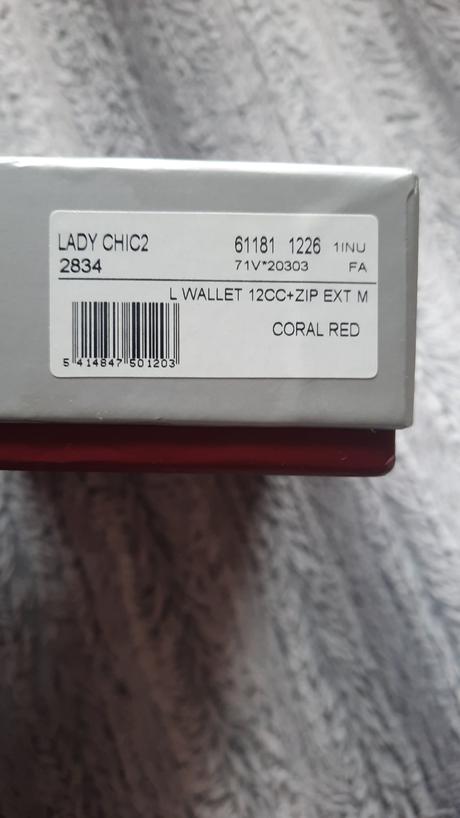 LADY CHIC2 61181 1226 1INU
2834 71V*20303 FA
L WALLET 12CC+ZIP EXT M
CORAL RED
5 414847 501203